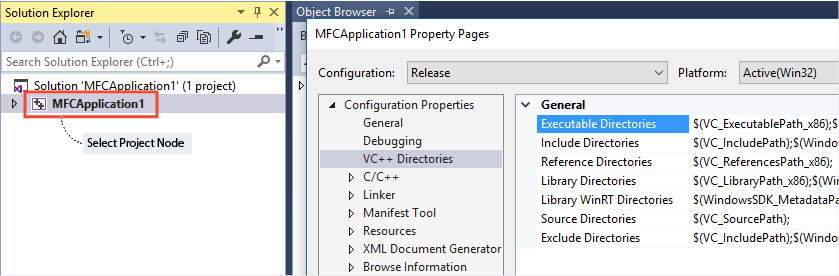 Solution Explorer
Search Solution Explorer (Ctrl+;)
Solution 'MFCApplication1' (1 project)
MFCApplication1
Select Project Node
Object Browser
MFCApplication1 Property Pages
Configuration: Release Platform: Active(Win32)
Configuration Properties
General
Debugging
VC++ Directories
C/C++
Linker
Manifest Tool
Resources
XML Document Generator
Browse Information
General
Executable Directories $(VC_ExecutablePath_x86);$
Include Directories $(VC_IncludePath);$(Window
Reference Directories $(VC_ReferencesPath_x86);
Library Directories $(VC_LibraryPath_x86);$(Win
Library WinRT Directories $(WindowsSDK_MetadataPa
Source Directories $(VC_SourcePath);
Exclude Directories $(VC_IncludePath);$(Window